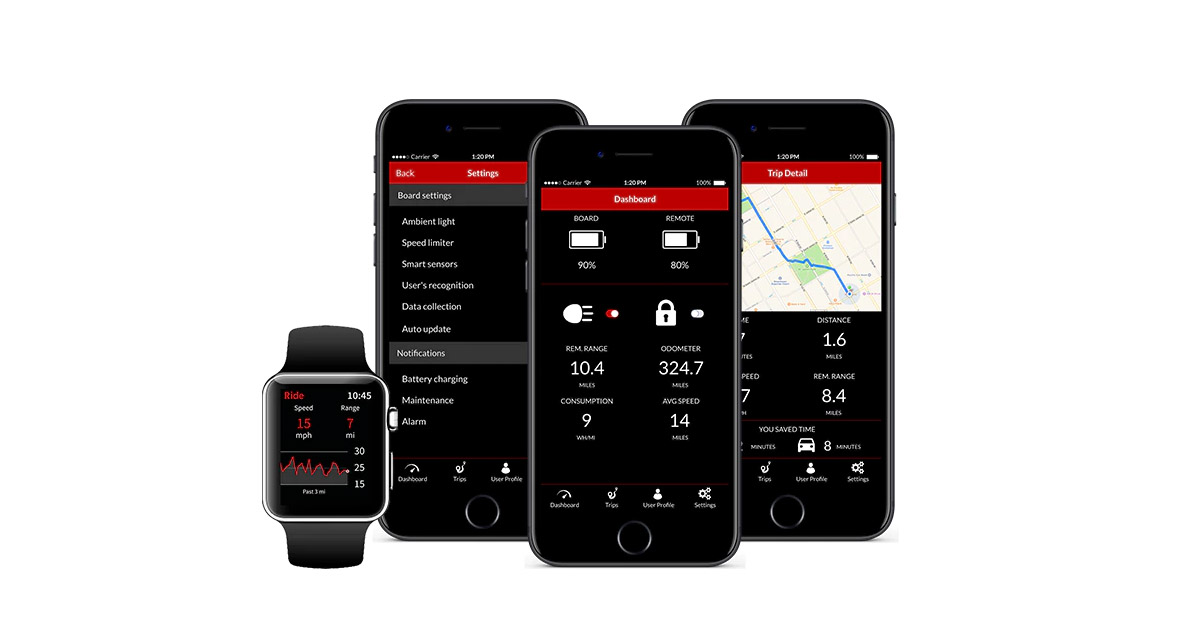 Carrier 1:20 PM
Back Settings
Board settings
Ambient light
Speed limiter
Smart sensors
User's recognition
Data collection
Auto update
Notifications
Battery charging
Maintenance
Alarm
Dashboard Trips User Profile
Ride 10:45
Speed Range
15 7
mph mi
30
25
15
Past 3 mi
Carrier 1:20 PM 100%
Dashboard
BOARD REMOTE
90% 80%
REM. RANGE ODOMETER
10.4 324.7
MILES MILES
CONSUMPTION AVG SPEED
9 14
WH/MI MILES
Dashboard Trips User Profile Settings
1:20 PM 100%
Trip Detail
ME DISTANCE
7 1.6
UTES MILES
PEED REM. RANGE
7 8.4
PH MILES
YOU SAVED TIME
MINUTES 8 MINUTES
Trips User Profile Settings